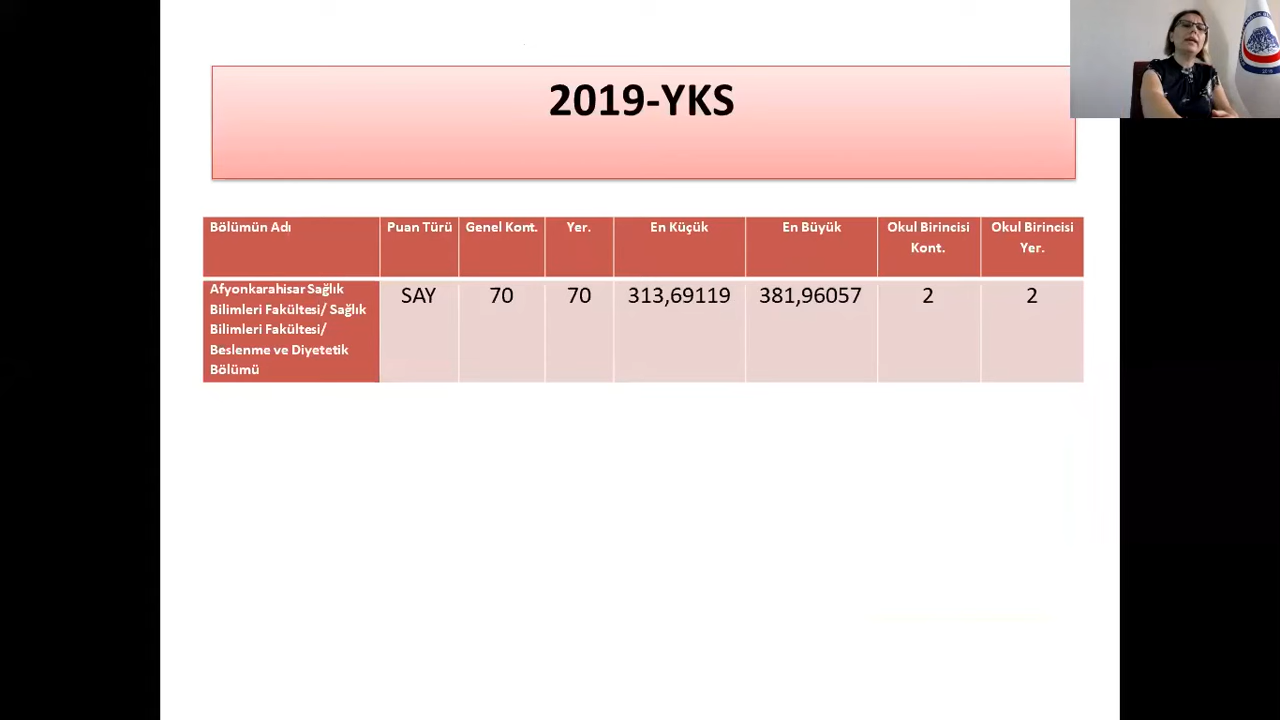 2019-YKS
Bölümün Adı
Puan Türü
Genel Kont.
Yer.
En Küçük
En Büyük
Okul Birincisi
Kont.
Okul Birincisi
Yer.
Afyonkarahisar Sağlık
Bilimleri Fakültesi/ Sağlık
Bilimleri Fakültesi/
Beslenme ve Diyetetik
Bölümü
SAY
70
70
313,69119
381,96057
2
2